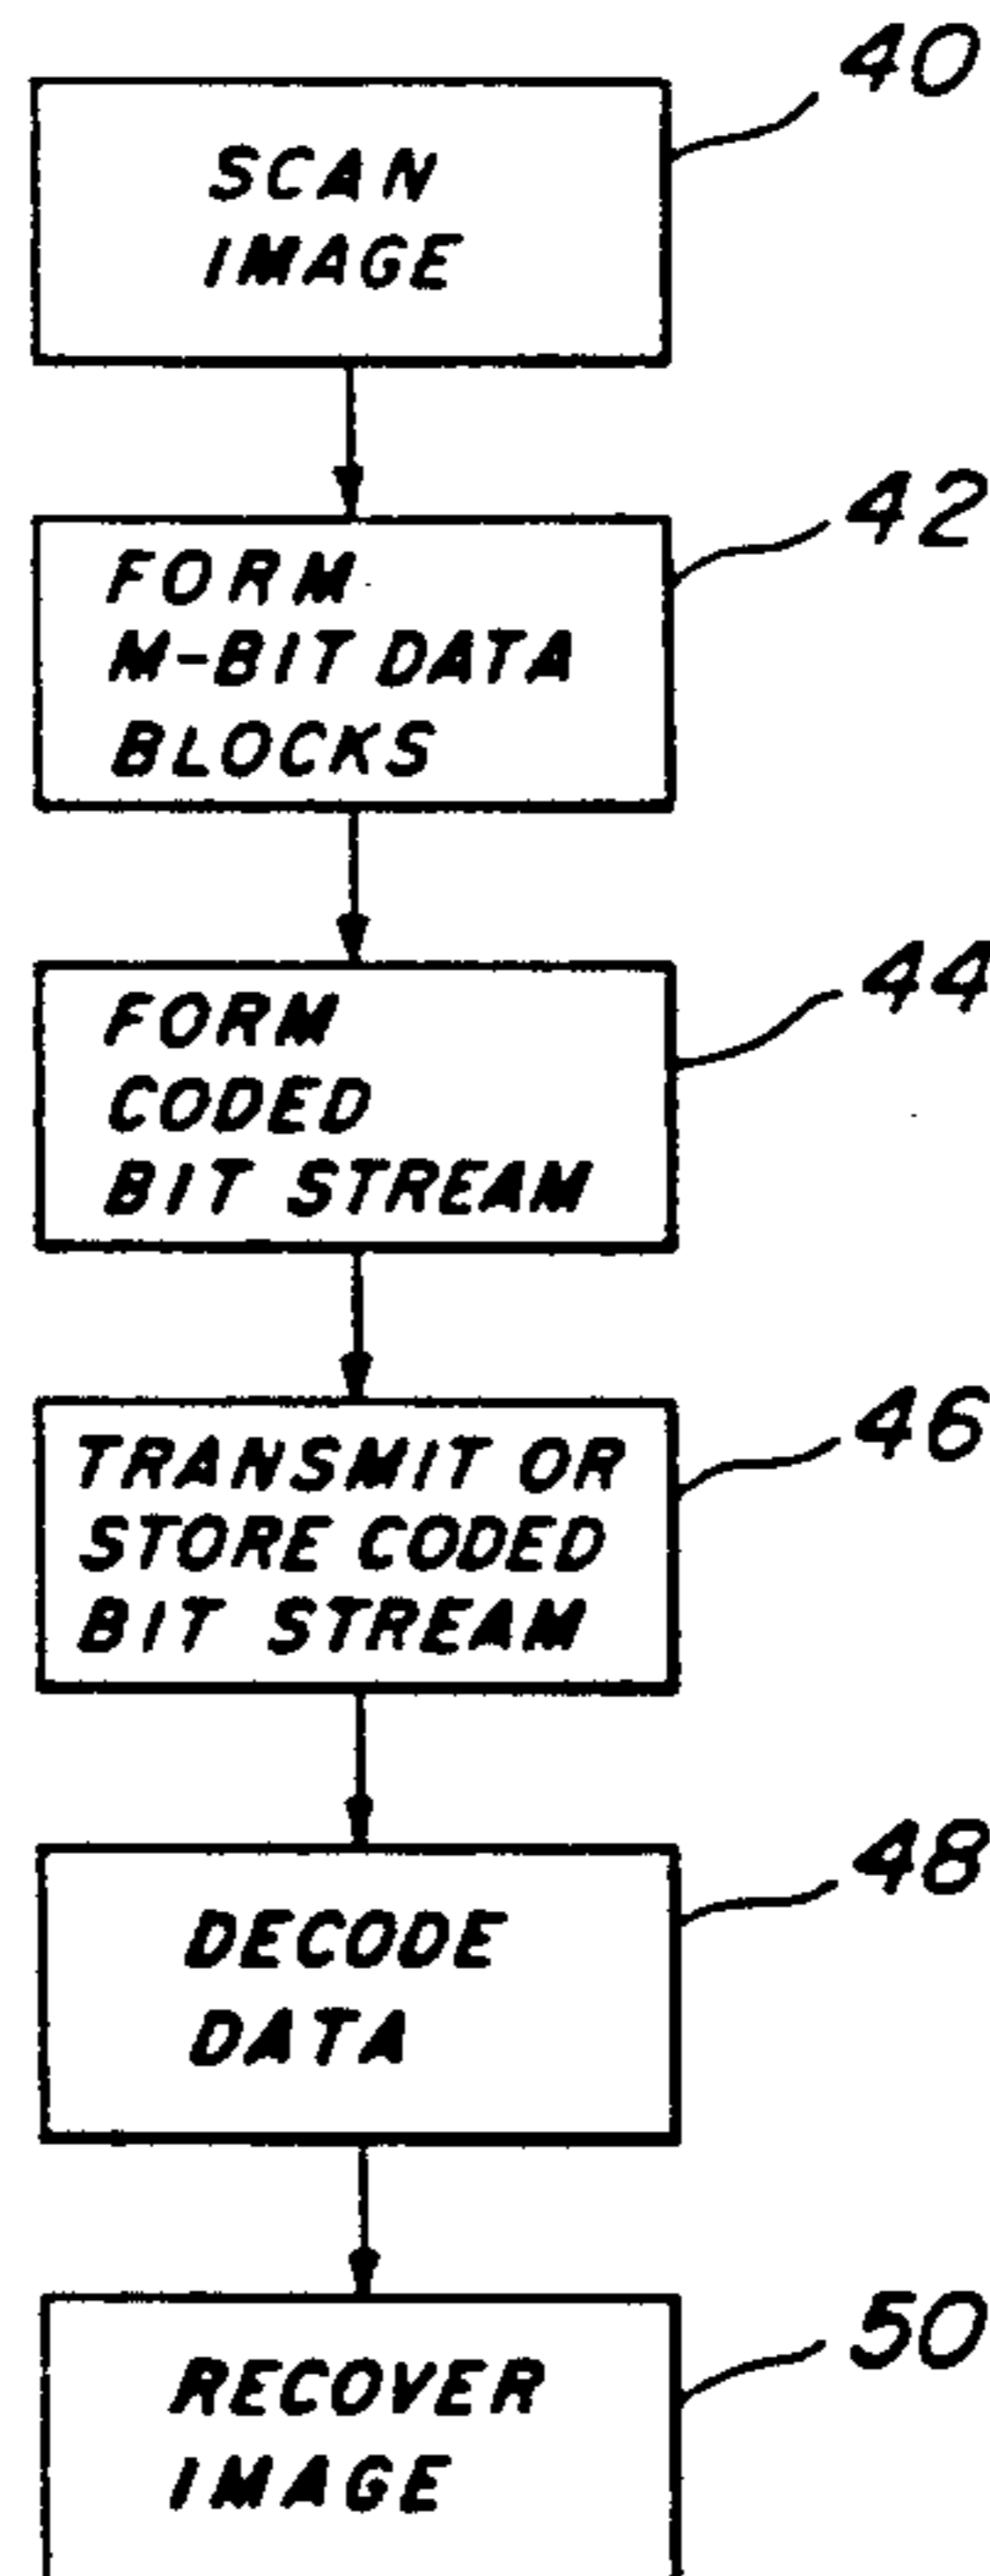 40
SCAN
IMAGE
42
FORM
M-BIT DATA
BLOCKS
44
FORM
CODED
BIT STREAM
46
TRANSMIT OR
STORE CODED
BIT STREAM
48
DECODE
DATA
50
RECOVER
IMAGE